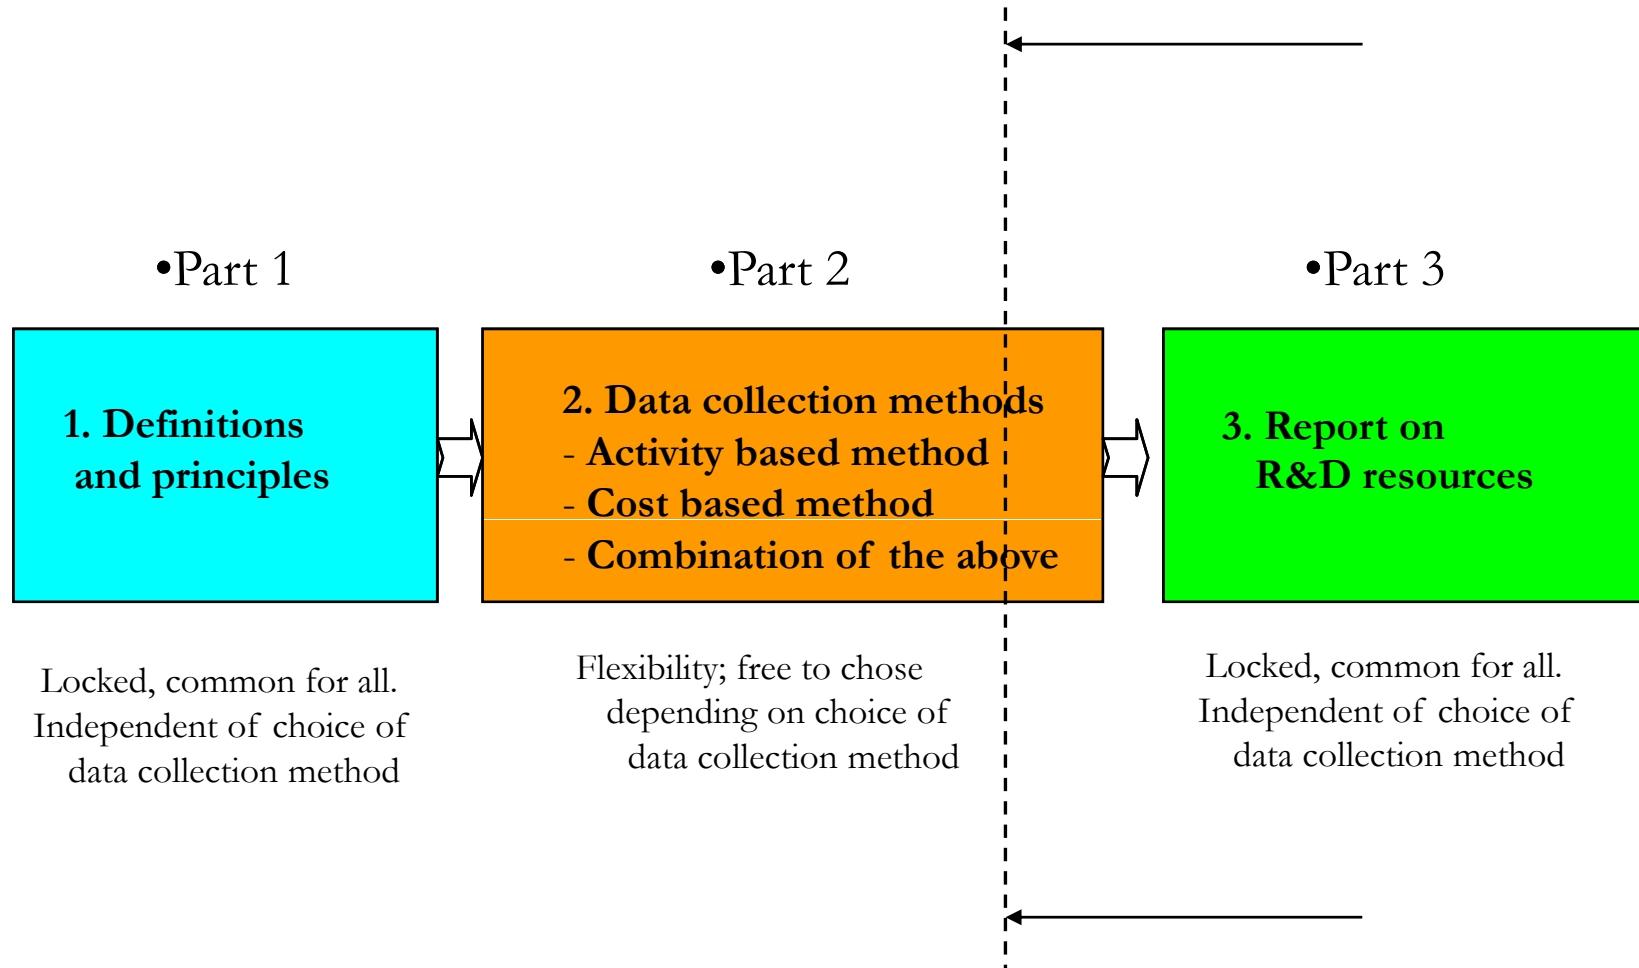 •Part 1
•Part 2
•Part 3
1. Definitions
and principles
2. Data collection methods
- Activity based method
- Cost based method
- Combination of the above
3. Report on
R&D resources
Locked, common for all.
Independent of choice of
data collection method
Flexibility; free to chose
depending on choice of
data collection method
Locked, common for all.
Independent of choice of
data collection method